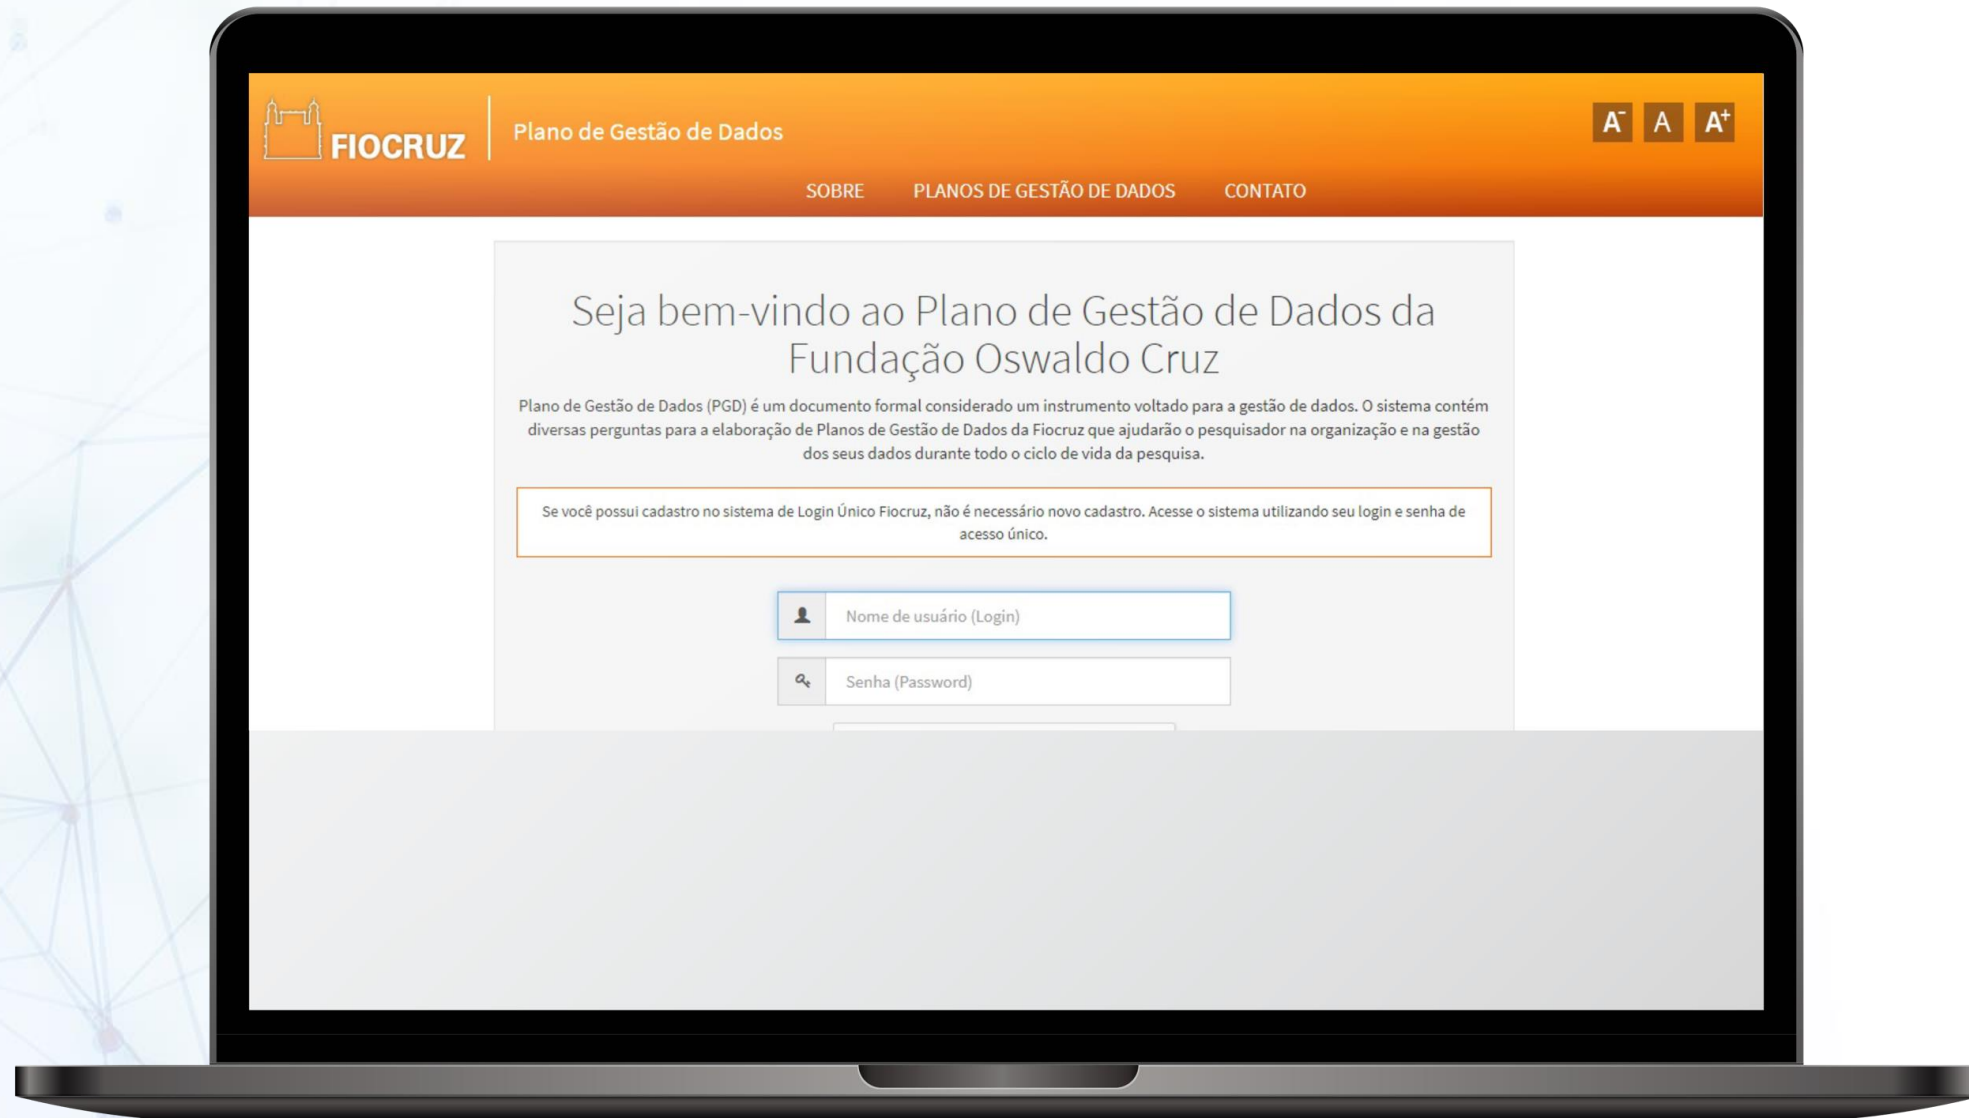 FIOCRUZ
Plano de Gestão de Dados
A- A A+
SOBRE PLANOS DE GESTÃO DE DADOS CONTATO
Seja bem-vindo ao Plano de Gestão de Dados da
Fundação Oswaldo Cruz
Plano de Gestão de Dados (PGD) é um documento formal considerado um instrumento voltado para a gestão de dados. O sistema contém
diversas perguntas para a elaboração de Planos de Gestão de Dados da Fiocruz que ajudarão o pesquisador na organização e na gestão
dos seus dados durante todo o ciclo de vida da pesquisa.
Se você possui cadastro no sistema de Login Único Fiocruz, não é necessário novo cadastro. Acesse o sistema utilizando seu login e senha de
acesso único.
Nome de usuário (Login)
Senha (Password)